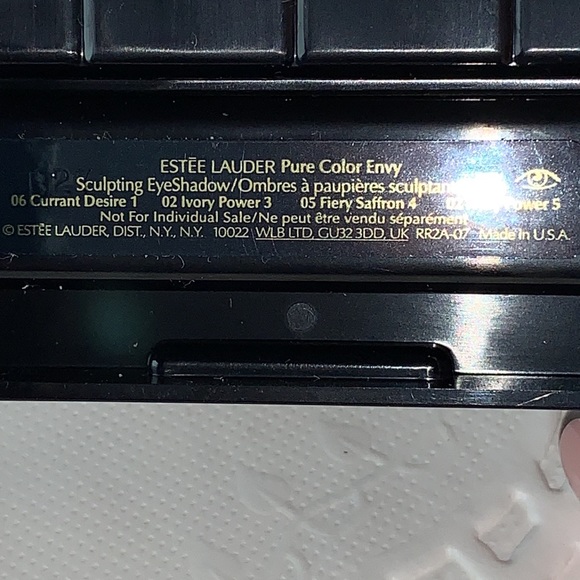 ESTĒE LAUDER Pure Color Envy
Sculpting EyeShadow/Ombres à paupières
06 Currant Desire 1 02 Ivory Power 3 05 Fiery Saffron 4 Power 5
Not For Individual Sale/Ne peut être vendu séparément
© ESTĒE LAUDER, DIST., N.Y., N.Y. 10022 WLB LTD, GU32 3DD, UK RR2A-07 Made in U.S.A.